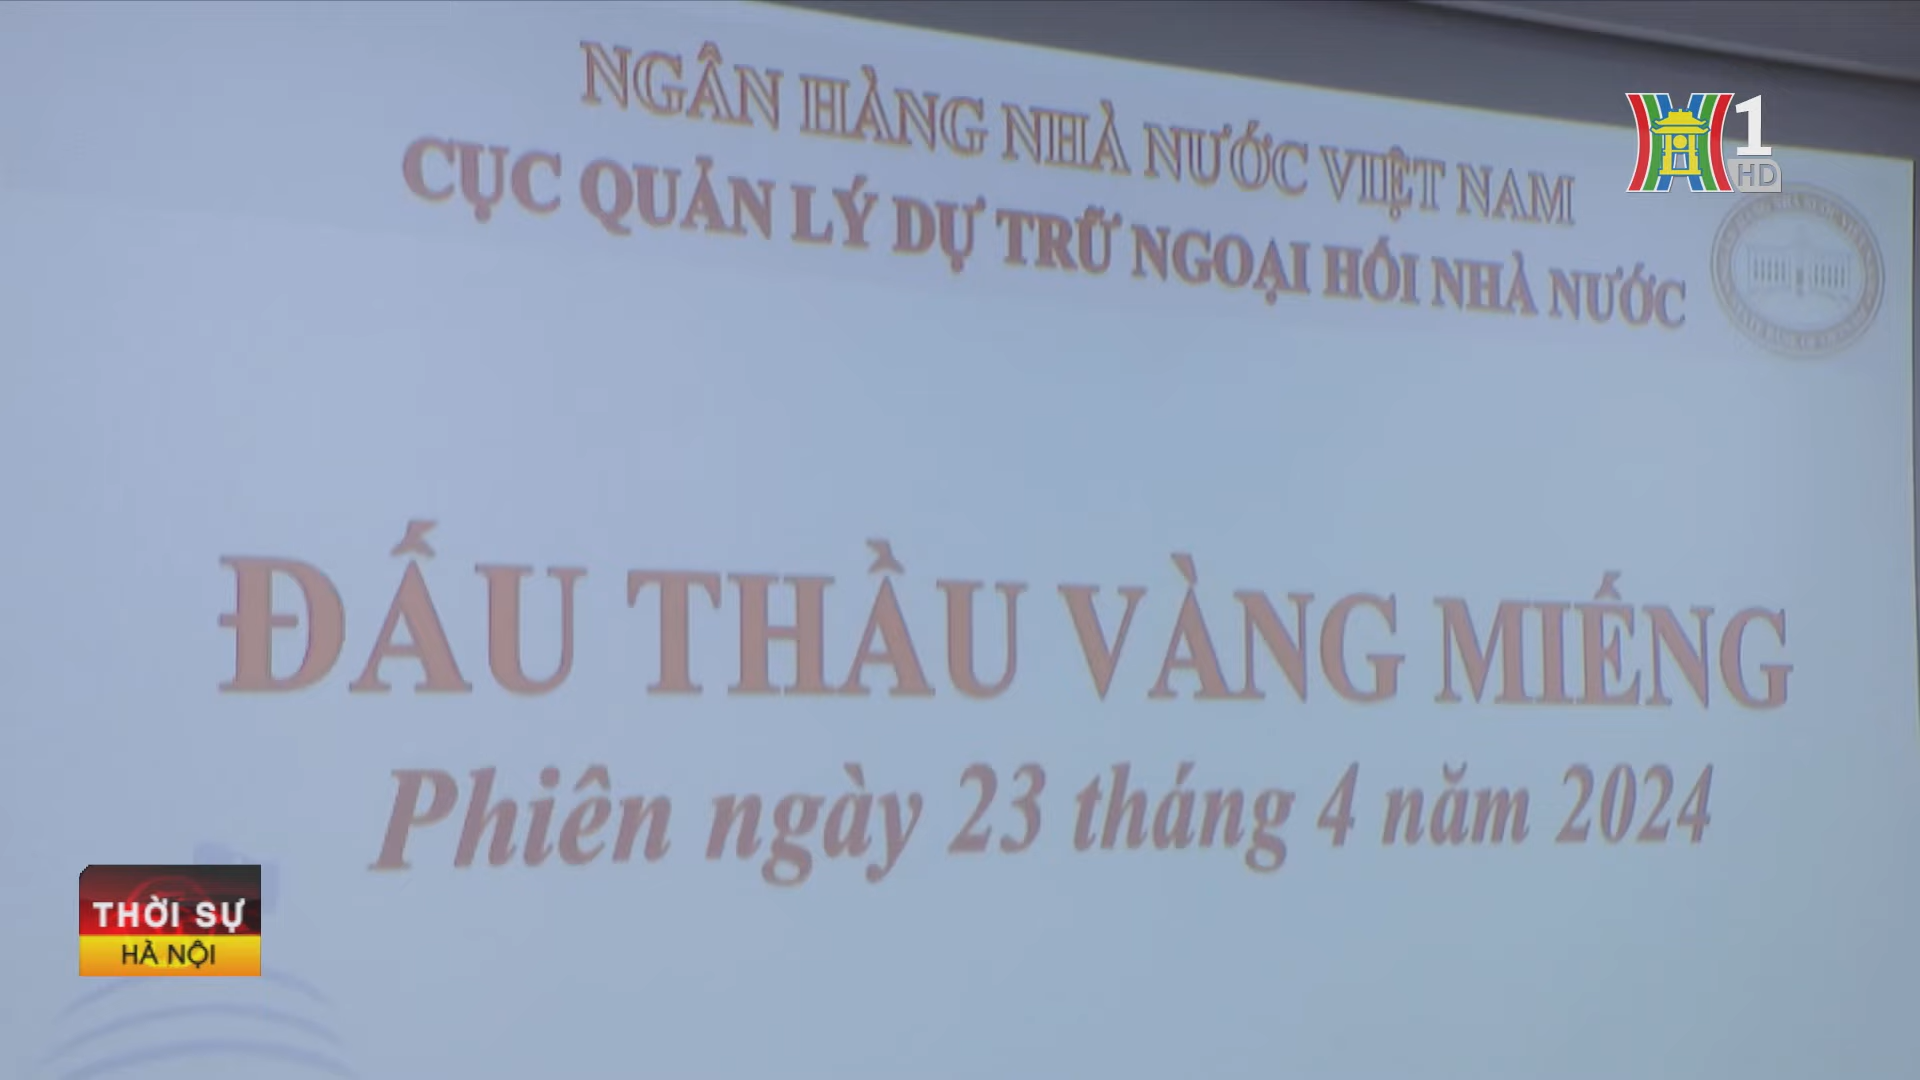 NGÂN HÀNG NHÀ NƯỚC VIỆT NAM
CỤC QUẢN LÝ DỰ TRỮ NGOẠI HỐI NHÀ NƯỚC
ĐẤU THẦU VÀNG MIẾNG
Phiên ngày 23 tháng 4 năm 2024
1
HD
THỜI SỰ
HÀ NỘI